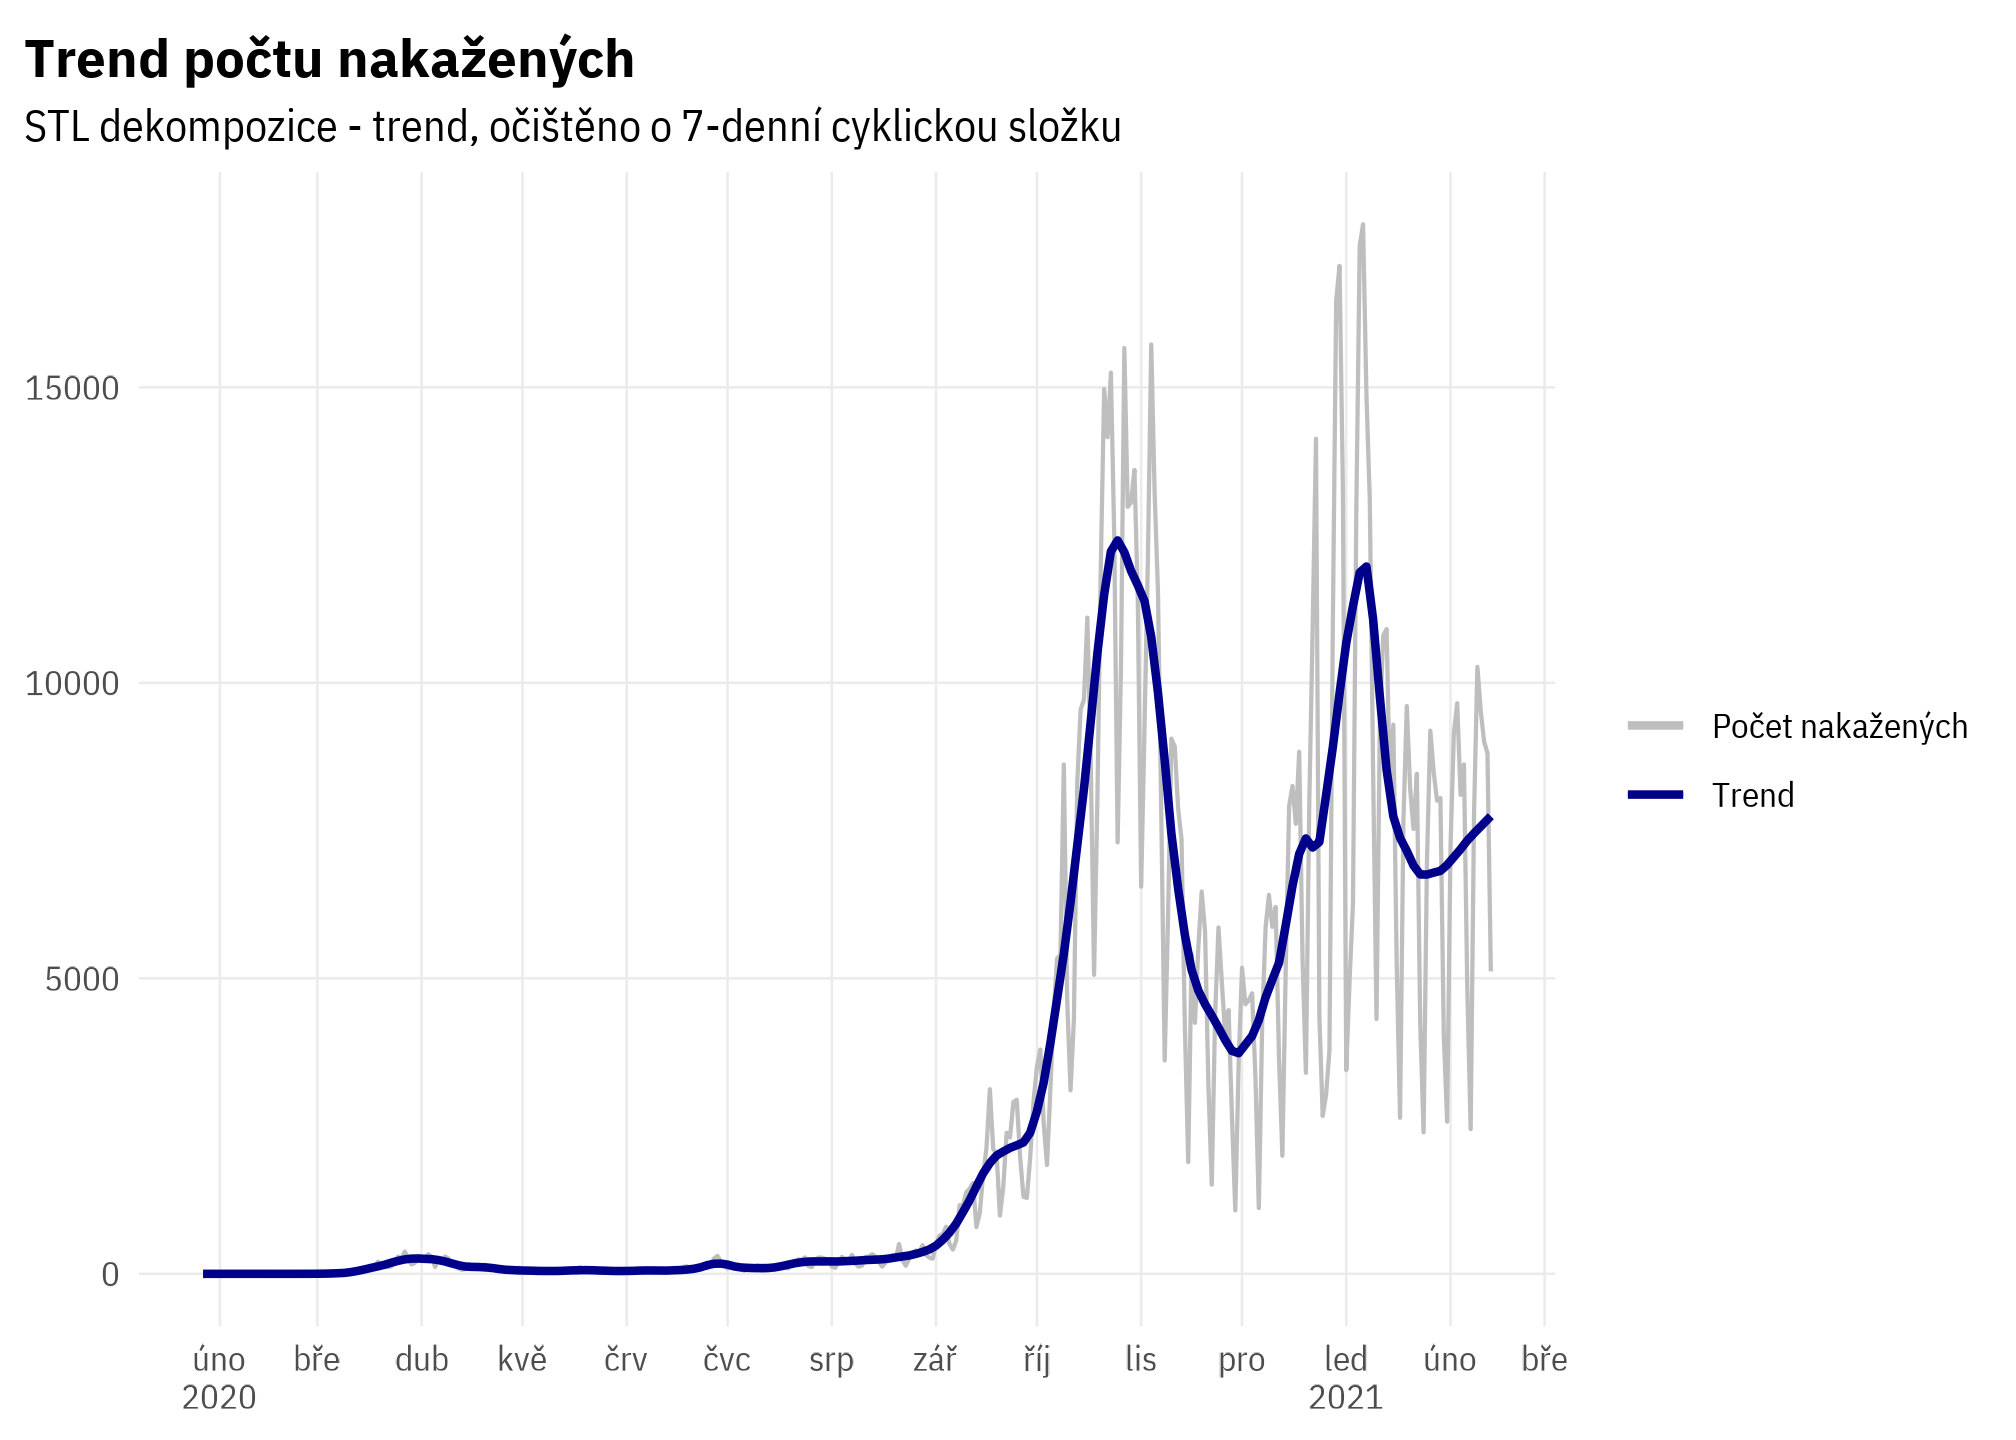 Trend počtu nakažených
STL dekompozice - trend, očištěno o 7-denní cyklickou složku
15000
10000
5000
0
úno bře dub kvě črv čvc srp zář říj lis pro led úno bře
2020 2021
Počet nakažených
Trend